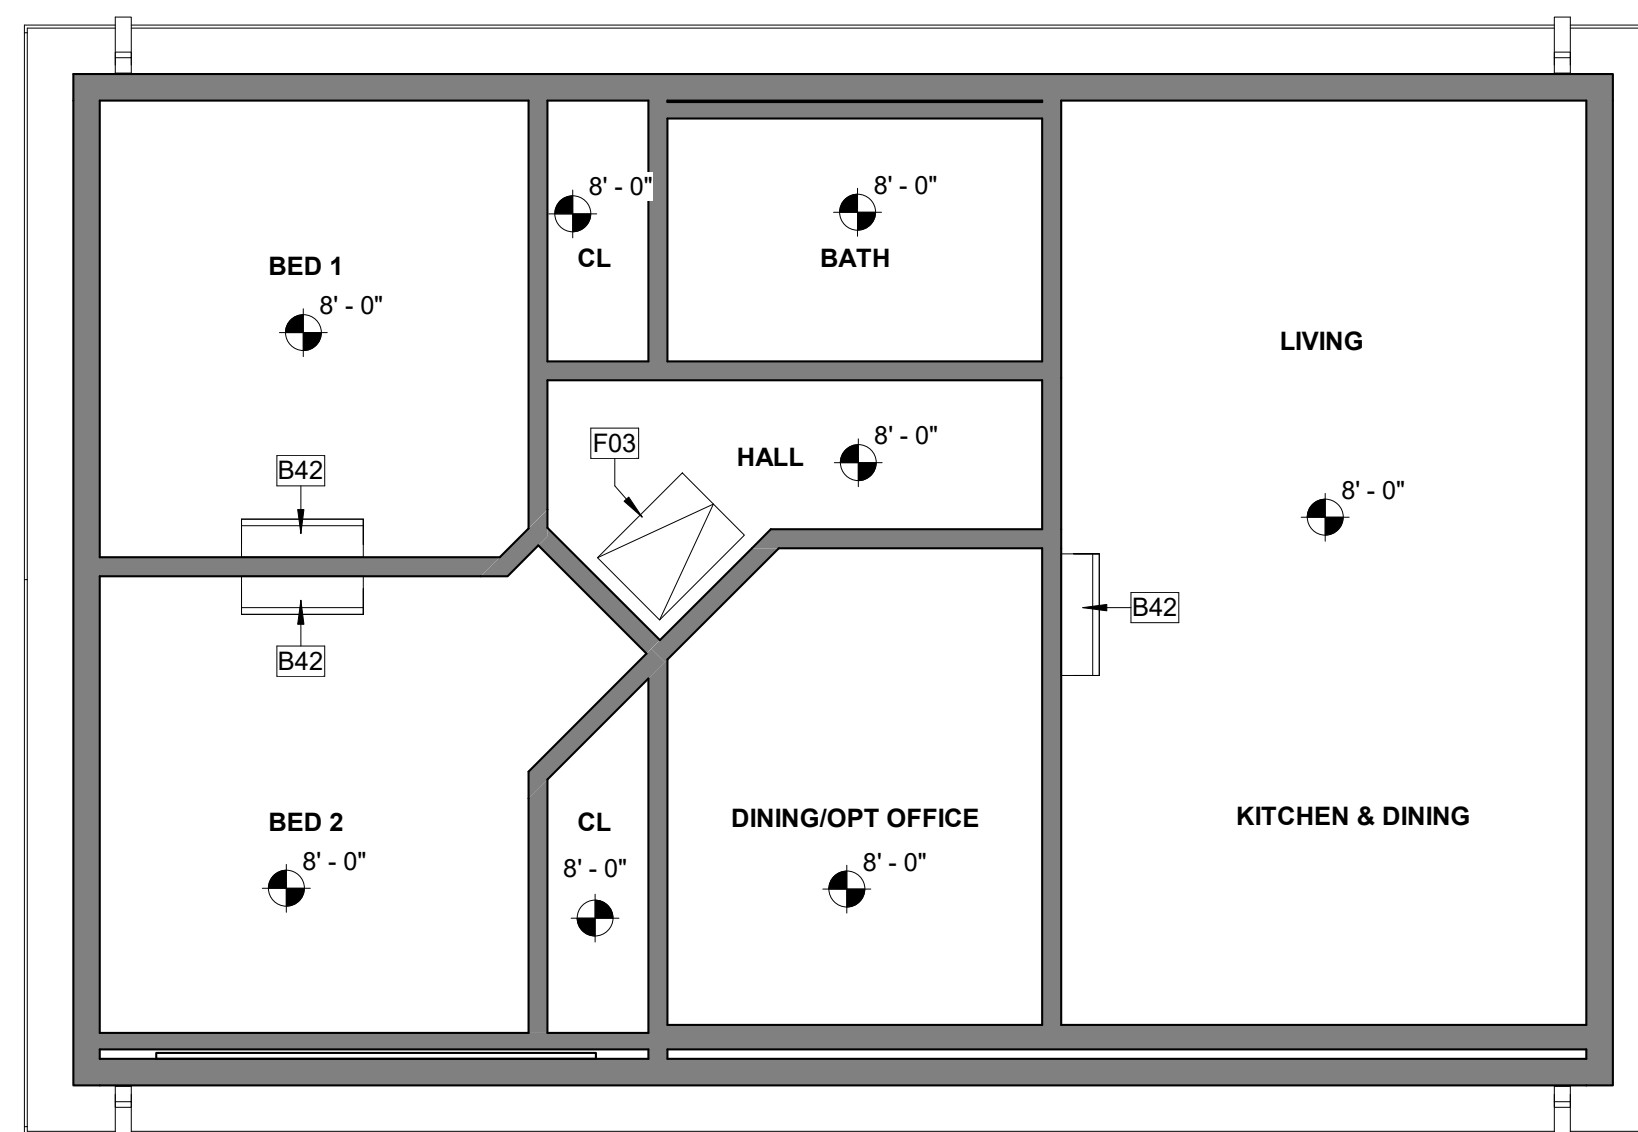 8' - 0"
CL
8' - 0"
BATH
BED 1
8' - 0"
LIVING
F03
HALL
8' - 0"
B42
8' - 0"
B42
B42
BED 2
8' - 0"
CL
8' - 0"
DINING/OPT OFFICE
8' - 0"
KITCHEN & DINING